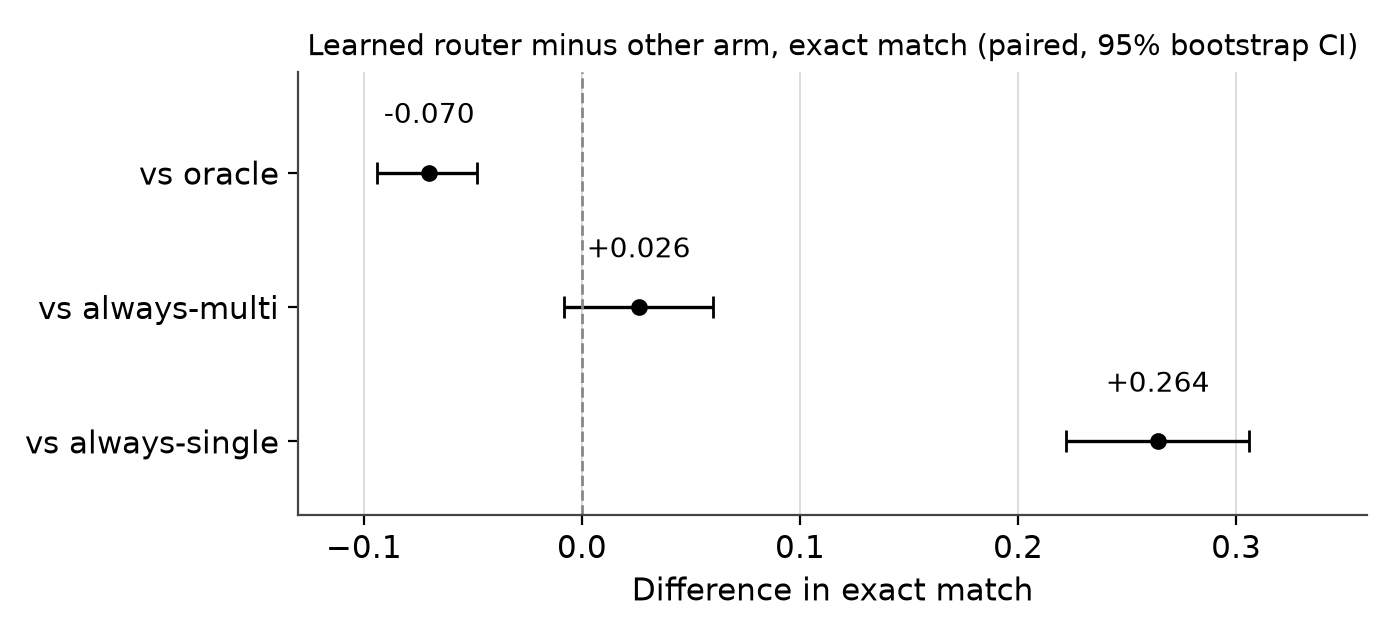 Learned router minus other arm, exact match (paired, 95% bootstrap CI)
-0.070
vs oracle
+0.026
vs always-multi
+0.264
vs always-single
−0.1 0.0 0.1 0.2 0.3
Difference in exact match